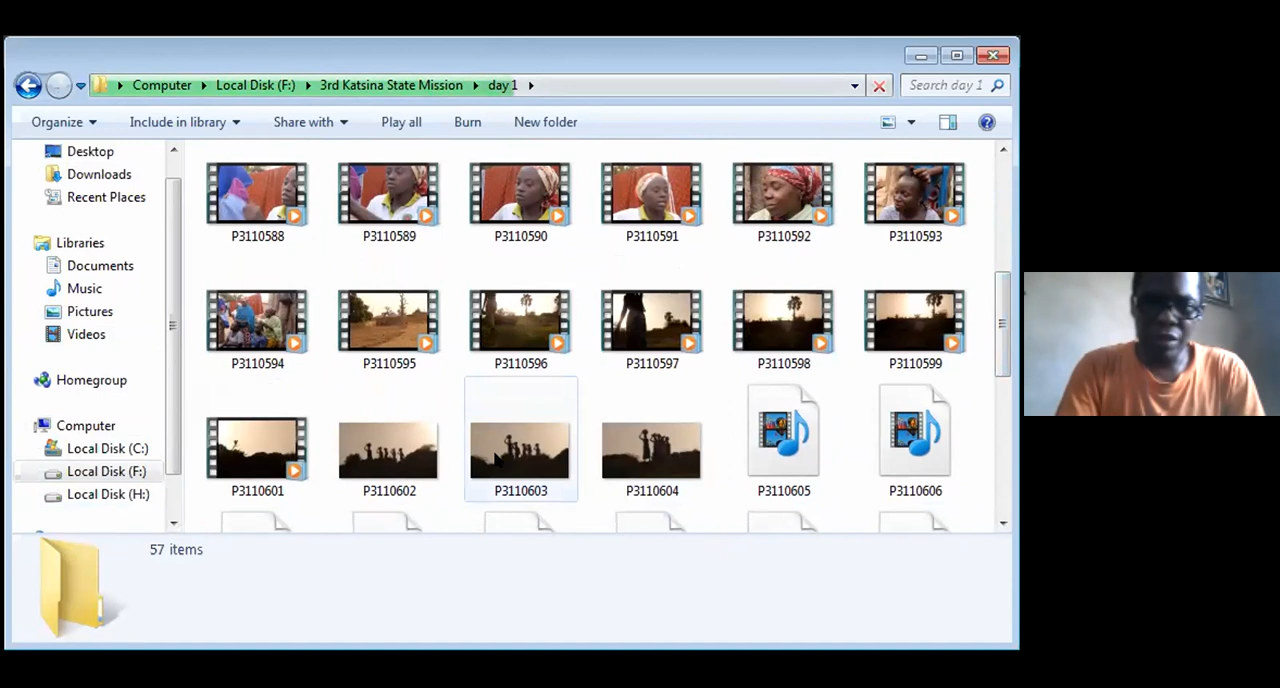 Computer Local Disk (F:) 3rd Katsina State Mission day 1
Search day 1
Organize Include in library Share with Play all Burn New folder
Desktop
Downloads
Recent Places
Libraries
Documents
Music
Pictures
Videos
Homegroup
Computer
Local Disk (C:)
Local Disk (F:)
Local Disk (H:)
P3110588 P3110589 P3110590 P3110591 P3110592 P3110593
P3110594 P3110595 P3110596 P3110597 P3110598 P3110599
P3110601 P3110602 P3110603 P3110604 P3110605 P3110606
57 items